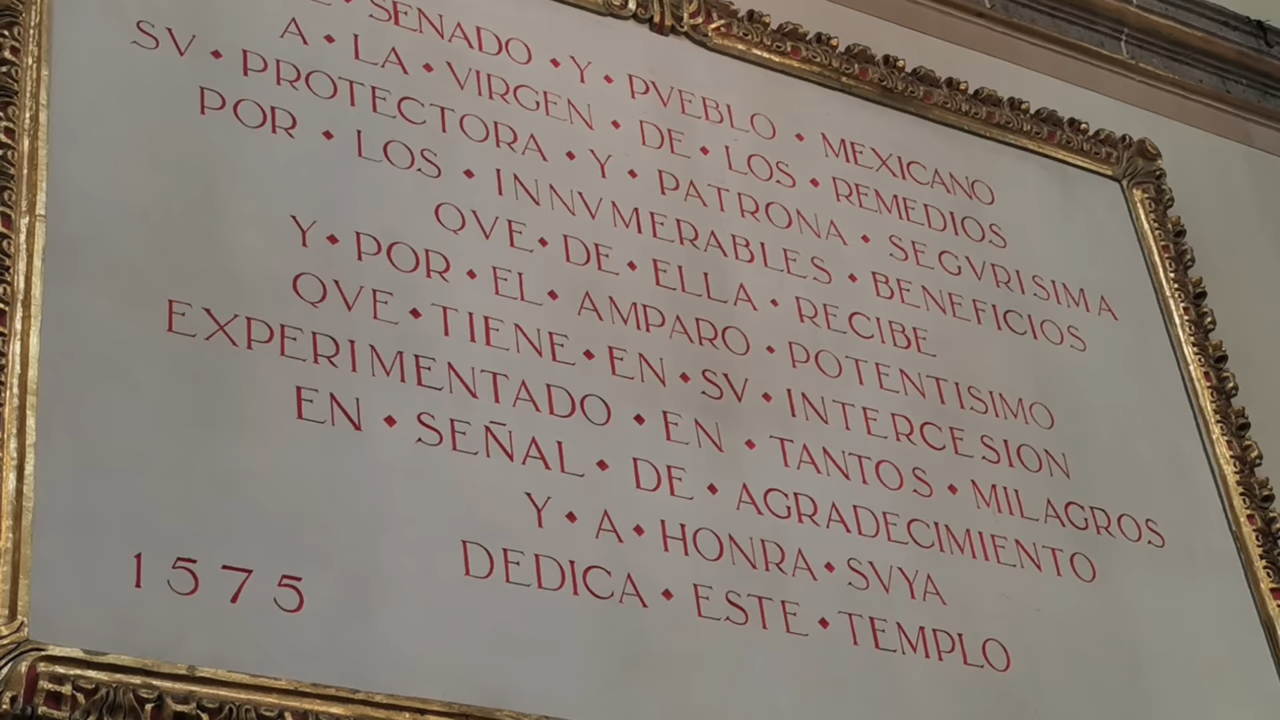 SENADO · Y · PVEBLO · MEXICANO
A · LA · VIRGEN · DE · LOS · REMEDIOS
SV · PROTECTORA · Y · PATRONA · SEGVRISIMA
POR · LOS · INNVMERABLES · BENEFICIOS
QVE · DE · ELLA · RECIBE
Y · POR · EL · AMPARO · POTENTISIMO
QVE · TIENE · EN · SV · INTERCESION
EXPERIMENTADO · EN · TANTOS · MILAGROS
EN · SEÑAL · DE · AGRADECIMIENTO
Y · A · HONRA · SVYA
DEDICA · ESTE · TEMPLO
1575